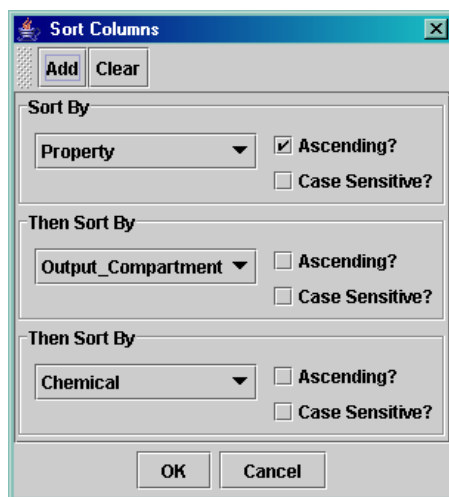 Sort Columns
Add Clear
Sort By
Property
Ascending?
Case Sensitive?
Then Sort By
Output_Compartment
Ascending?
Case Sensitive?
Then Sort By
Chemical
Ascending?
Case Sensitive?
OK Cancel